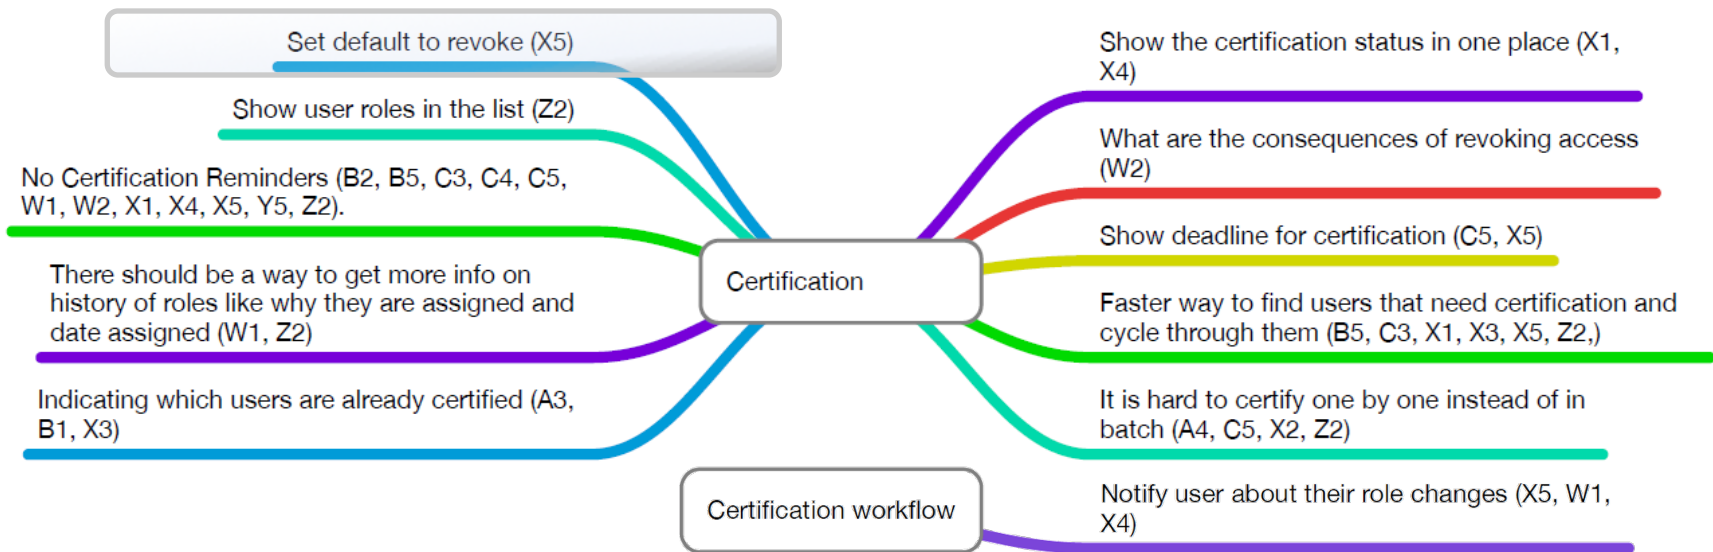 Set default to revoke (X5)
Show user roles in the list (Z2)
No Certification Reminders (B2, B5, C3, C4, C5,
W1, W2, X1, X4, X5, Y5, Z2).
There should be a way to get more info on
history of roles like why they are assigned and
date assigned (W1, Z2)
Indicating which users are already certified (A3,
B1, X3)
Certification
Show the certification status in one place (X1,
X4)
What are the consequences of revoking access
(W2)
Show deadline for certification (C5, X5)
Faster way to find users that need certification and
cycle through them (B5, C3, X1, X3, X5, Z2,)
It is hard to certify one by one instead of in
batch (A4, C5, X2, Z2)
Certification workflow
Notify user about their role changes (X5, W1,
X4)